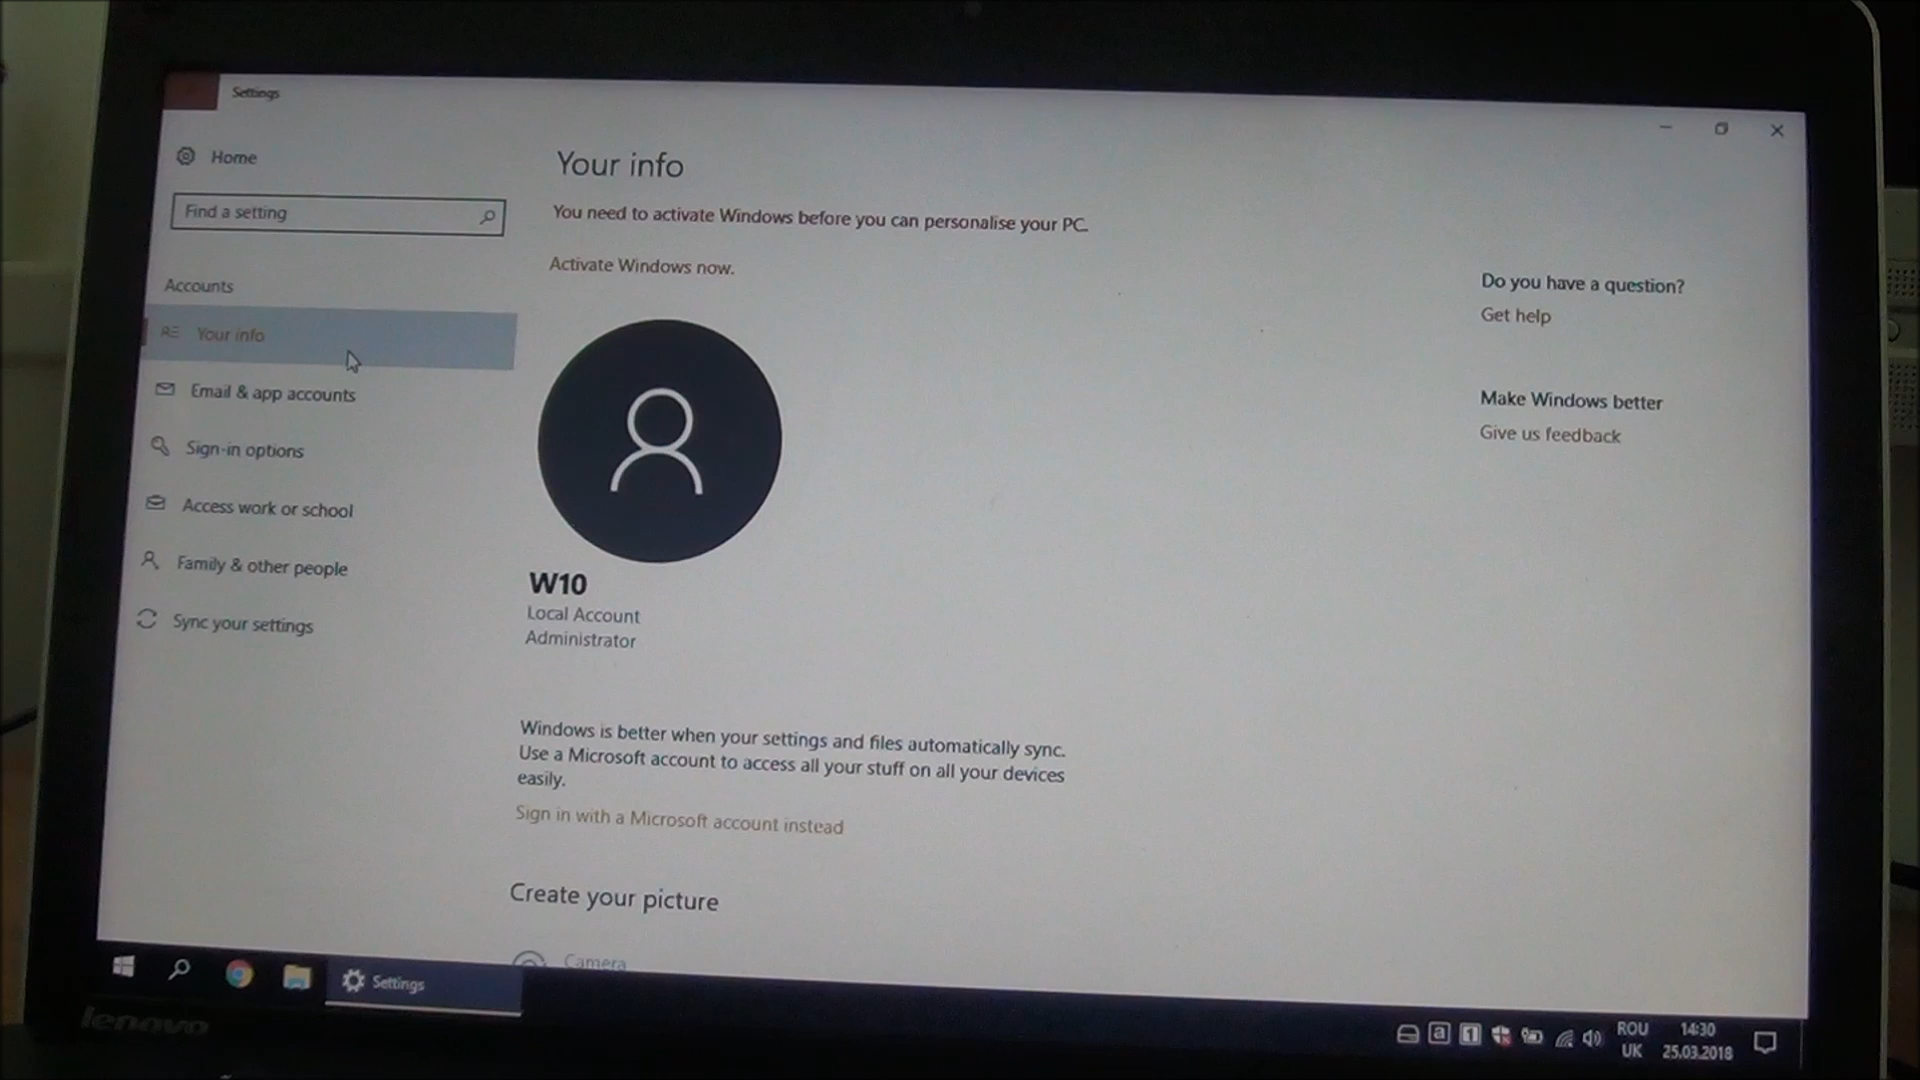 Settings
Home
Find a setting
Accounts
Your info
Email & app accounts
Sign-in options
Access work or school
Family & other people
Sync your settings
Your info
You need to activate Windows before you can personalise your PC.
Activate Windows now.
W10
Local Account
Administrator
Windows is better when your settings and files automatically sync.
Use a Microsoft account to access all your stuff on all your devices
easily.
Sign in with a Microsoft account instead
Create your picture
Camera
Do you have a question?
Get help
Make Windows better
Give us feedback
Settings
a
1
ROU
UK
14:30
25.03.2018
lenovo